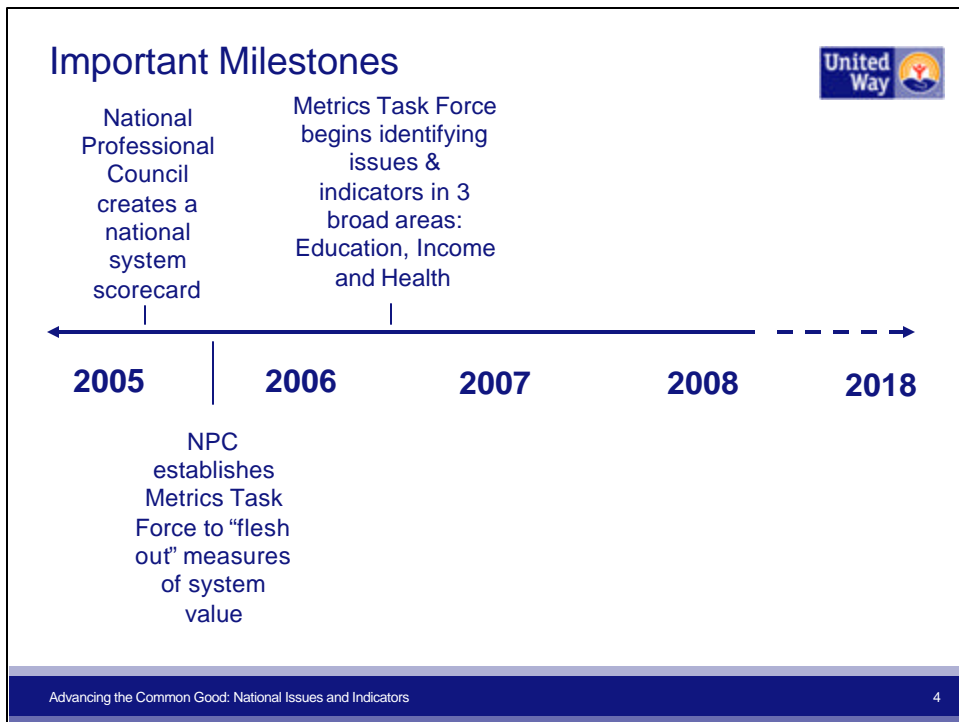 Important Milestones
United
Way
National
Professional
Council
creates a
national
system
scorecard
Metrics Task Force
begins identifying
issues &
indicators in 3
broad areas:
Education, Income
and Health
2005
2006
2007
2008
2018
NPC
establishes
Metrics Task
Force to “flesh
out” measures
of system
value
Advancing the Common Good: National Issues and Indicators
4